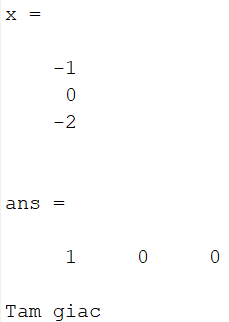 x =
-1
0
-2
ans =
1 0 0
Tam giac